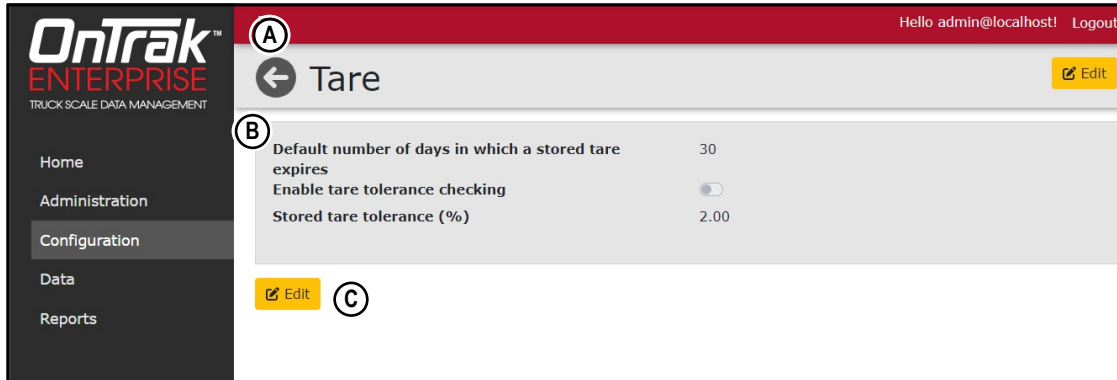 OnTrak™
ENTERPRISE
TRUCK SCALE DATA MANAGEMENT
Home
Administration
Configuration
Data
Reports
Hello admin@localhost! Logout
A
Tare
Edit
B
Default number of days in which a stored tare
expires
30
Enable tare tolerance checking
Stored tare tolerance (%)
2.00
Edit
C